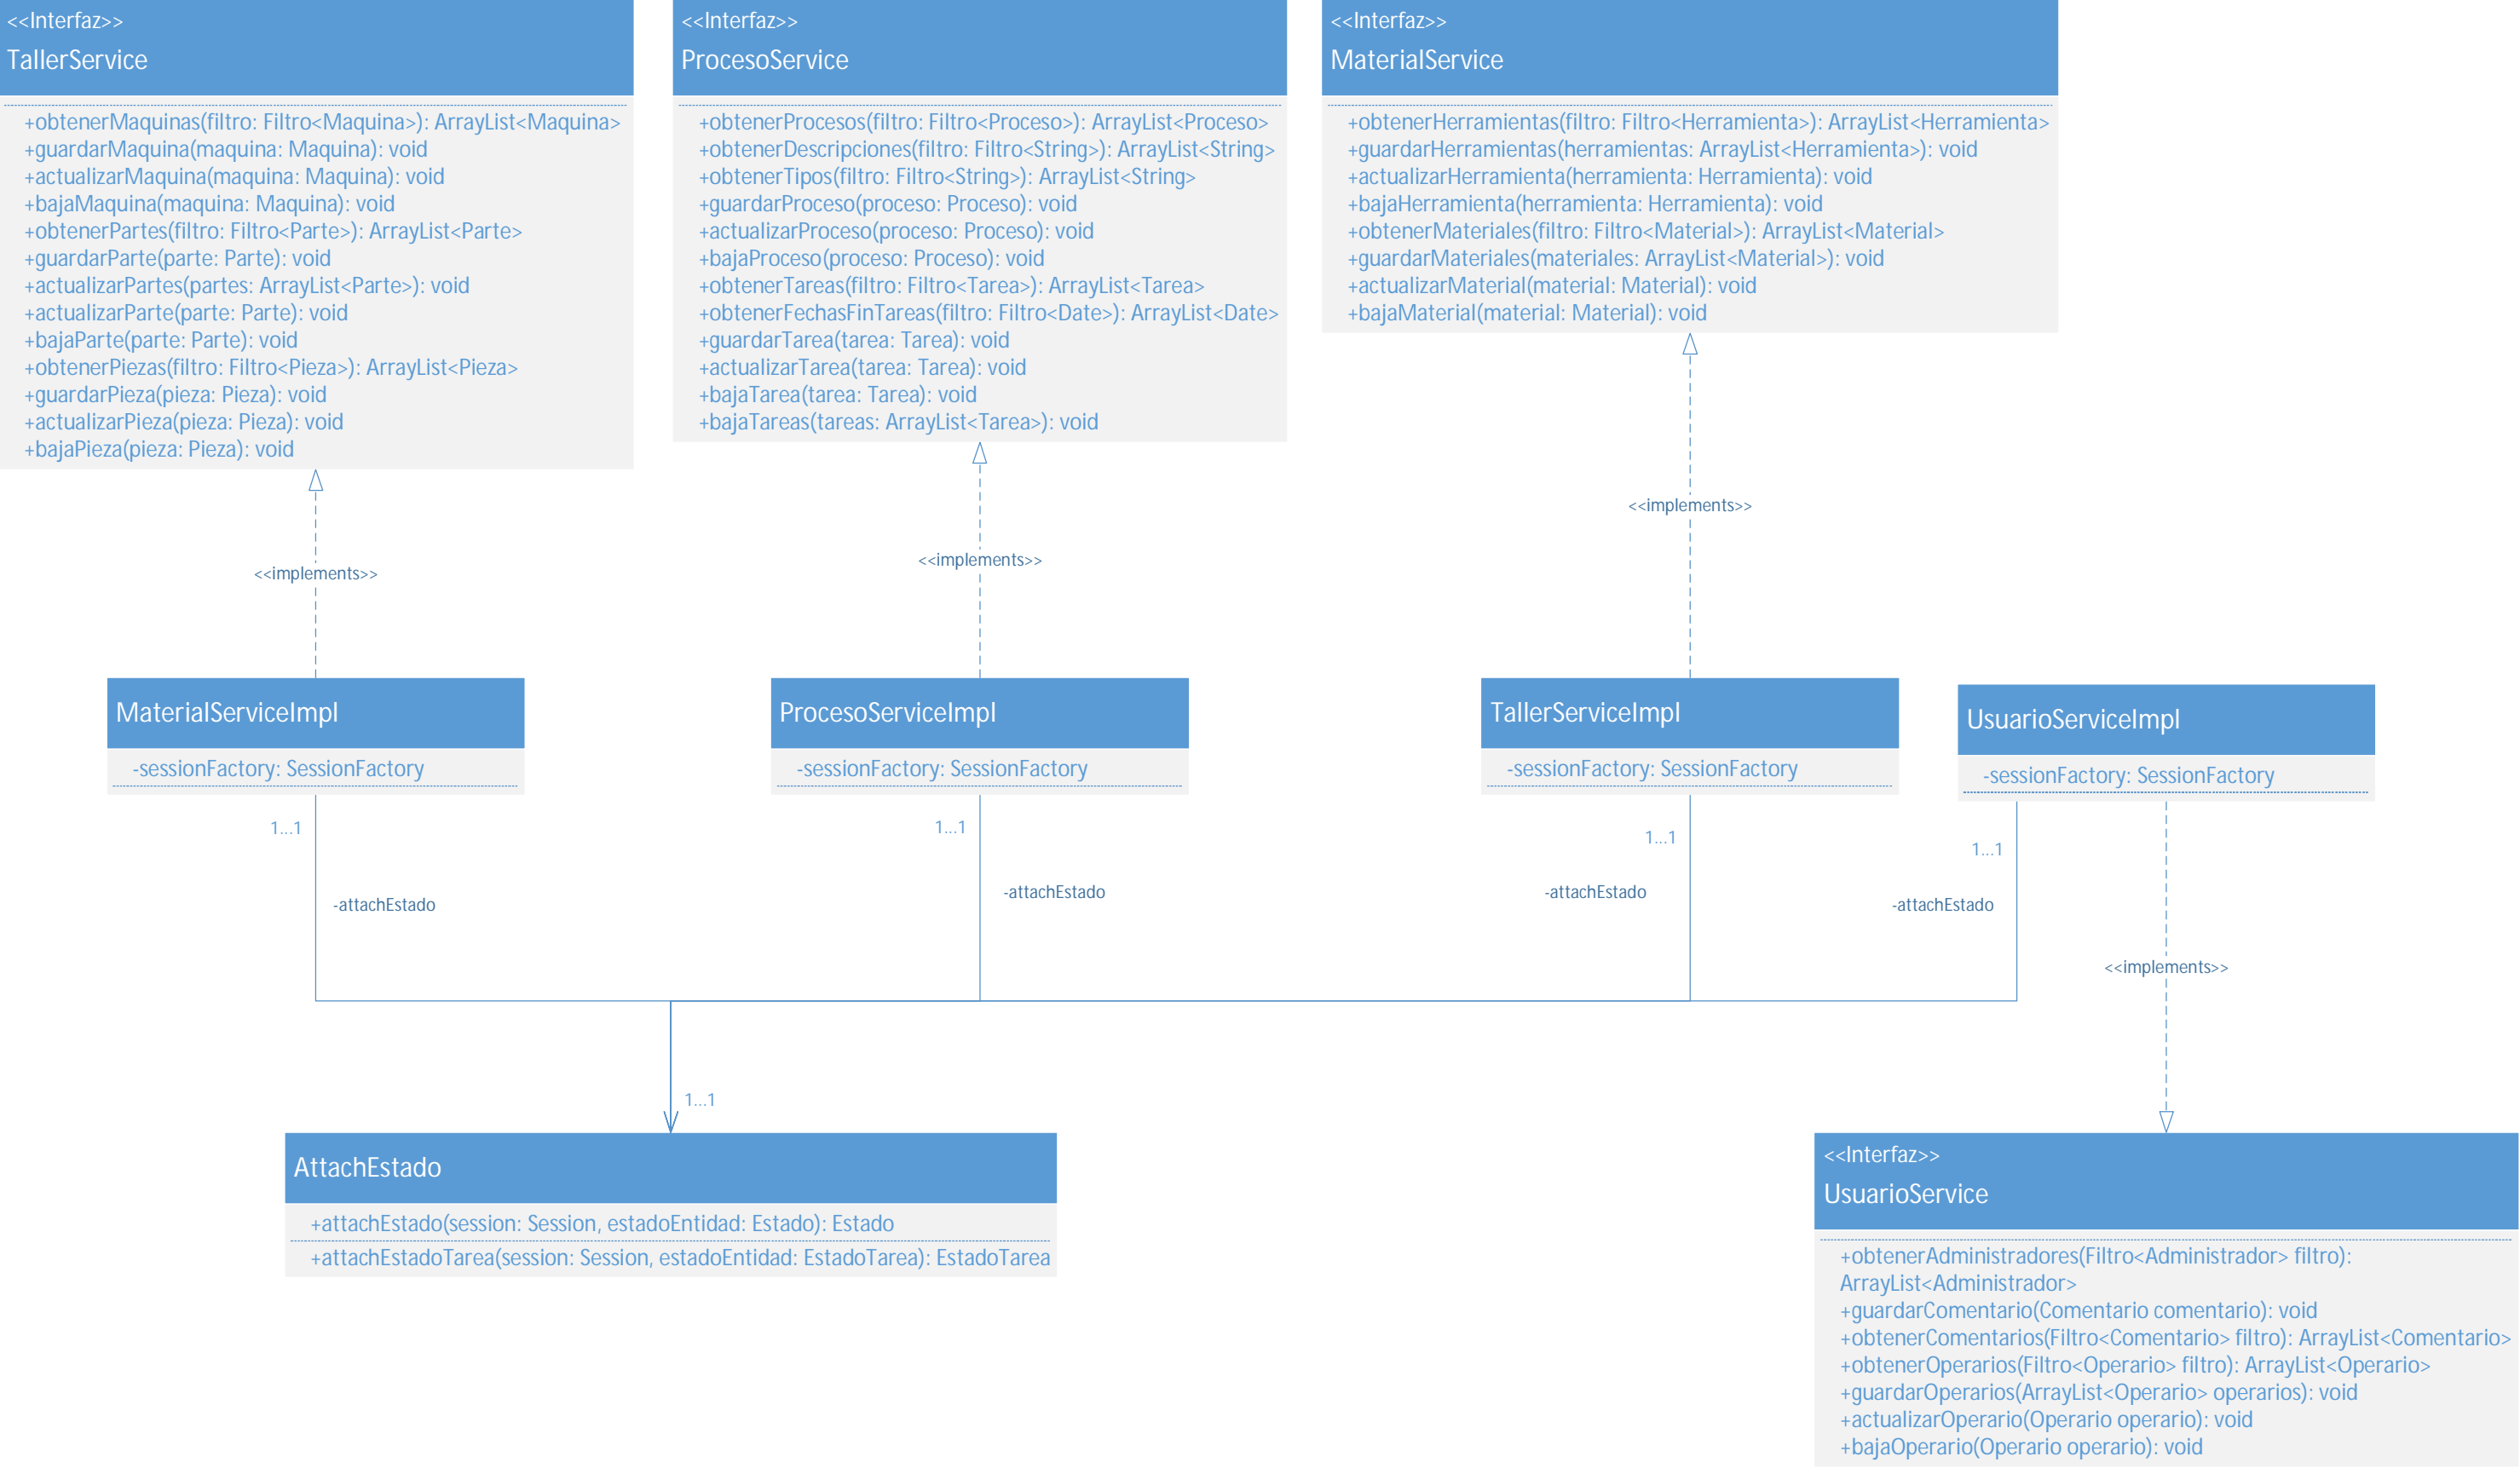 <<Interfaz>>
TallerService
+obtenerMaquinas(filtro: Filtro<Maquina>): ArrayList<Maquina>
+guardarMaquina(maquina: Maquina): void
+actualizarMaquina(maquina: Maquina): void
+bajaMaquina(maquina: Maquina): void
+obtenerPartes(filtro: Filtro<Parte>): ArrayList<Parte>
+guardarParte(parte: Parte): void
+actualizarPartes(partes: ArrayList<Parte>): void
+actualizarParte(parte: Parte): void
+bajaParte(parte: Parte): void
+obtenerPiezas(filtro: Filtro<Pieza>): ArrayList<Pieza>
+guardarPieza(pieza: Pieza): void
+actualizarPieza(pieza: Pieza): void
+bajaPieza(pieza: Pieza): void
<<Interfaz>>
ProcesoService
+obtenerProcesos(filtro: Filtro<Proceso>): ArrayList<Proceso>
+obtenerDescripciones(filtro: Filtro<String>): ArrayList<String>
+obtenerTipos(filtro: Filtro<String>): ArrayList<String>
+guardarProceso(proceso: Proceso): void
+actualizarProceso(proceso: Proceso): void
+bajaProceso(proceso: Proceso): void
+obtenerTareas(filtro: Filtro<Tarea>): ArrayList<Tarea>
+obtenerFechasFinTareas(filtro: Filtro<Date>): ArrayList<Date>
+guardarTarea(tarea: Tarea): void
+actualizarTarea(tarea: Tarea): void
+bajaTarea(tarea: Tarea): void
+bajaTareas(tareas: ArrayList<Tarea>): void
<<Interfaz>>
MaterialService
+obtenerHerramientas(filtro: Filtro<Herramienta>): ArrayList<Herramienta>
+guardarHerramientas(herramientas: ArrayList<Herramienta>): void
+actualizarHerramienta(herramienta: Herramienta): void
+bajaHerramienta(herramienta: Herramienta): void
+obtenerMateriales(filtro: Filtro<Material>): ArrayList<Material>
+guardarMateriales(materiales: ArrayList<Material>): void
+actualizarMaterial(material: Material): void
+bajaMaterial(material: Material): void
<<implements>>
<<implements>>
<<implements>>
MaterialServiceImpl
-sessionFactory: SessionFactory
ProcesoServiceImpl
-sessionFactory: SessionFactory
TallerServiceImpl
-sessionFactory: SessionFactory
UsuarioServiceImpl
-sessionFactory: SessionFactory
1...1
1...1
1...1
1...1
-attachEstado
-attachEstado
-attachEstado
-attachEstado
<<implements>>
1...1
AttachEstado
+attachEstado(session: Session, estadoEntidad: Estado): Estado
+attachEstadoTarea(session: Session, estadoEntidad: EstadoTarea): EstadoTarea
<<Interfaz>>
UsuarioService
+obtenerAdministradores(Filtro<Administrador> filtro):
ArrayList<Administrador>
+guardarComentario(Comentario comentario): void
+obtenerComentarios(Filtro<Comentario> filtro): ArrayList<Comentario>
+obtenerOperarios(Filtro<Operario> filtro): ArrayList<Operario>
+guardarOperarios(ArrayList<Operario> operarios): void
+actualizarOperario(Operario operario): void
+bajaOperario(Operario operario): void